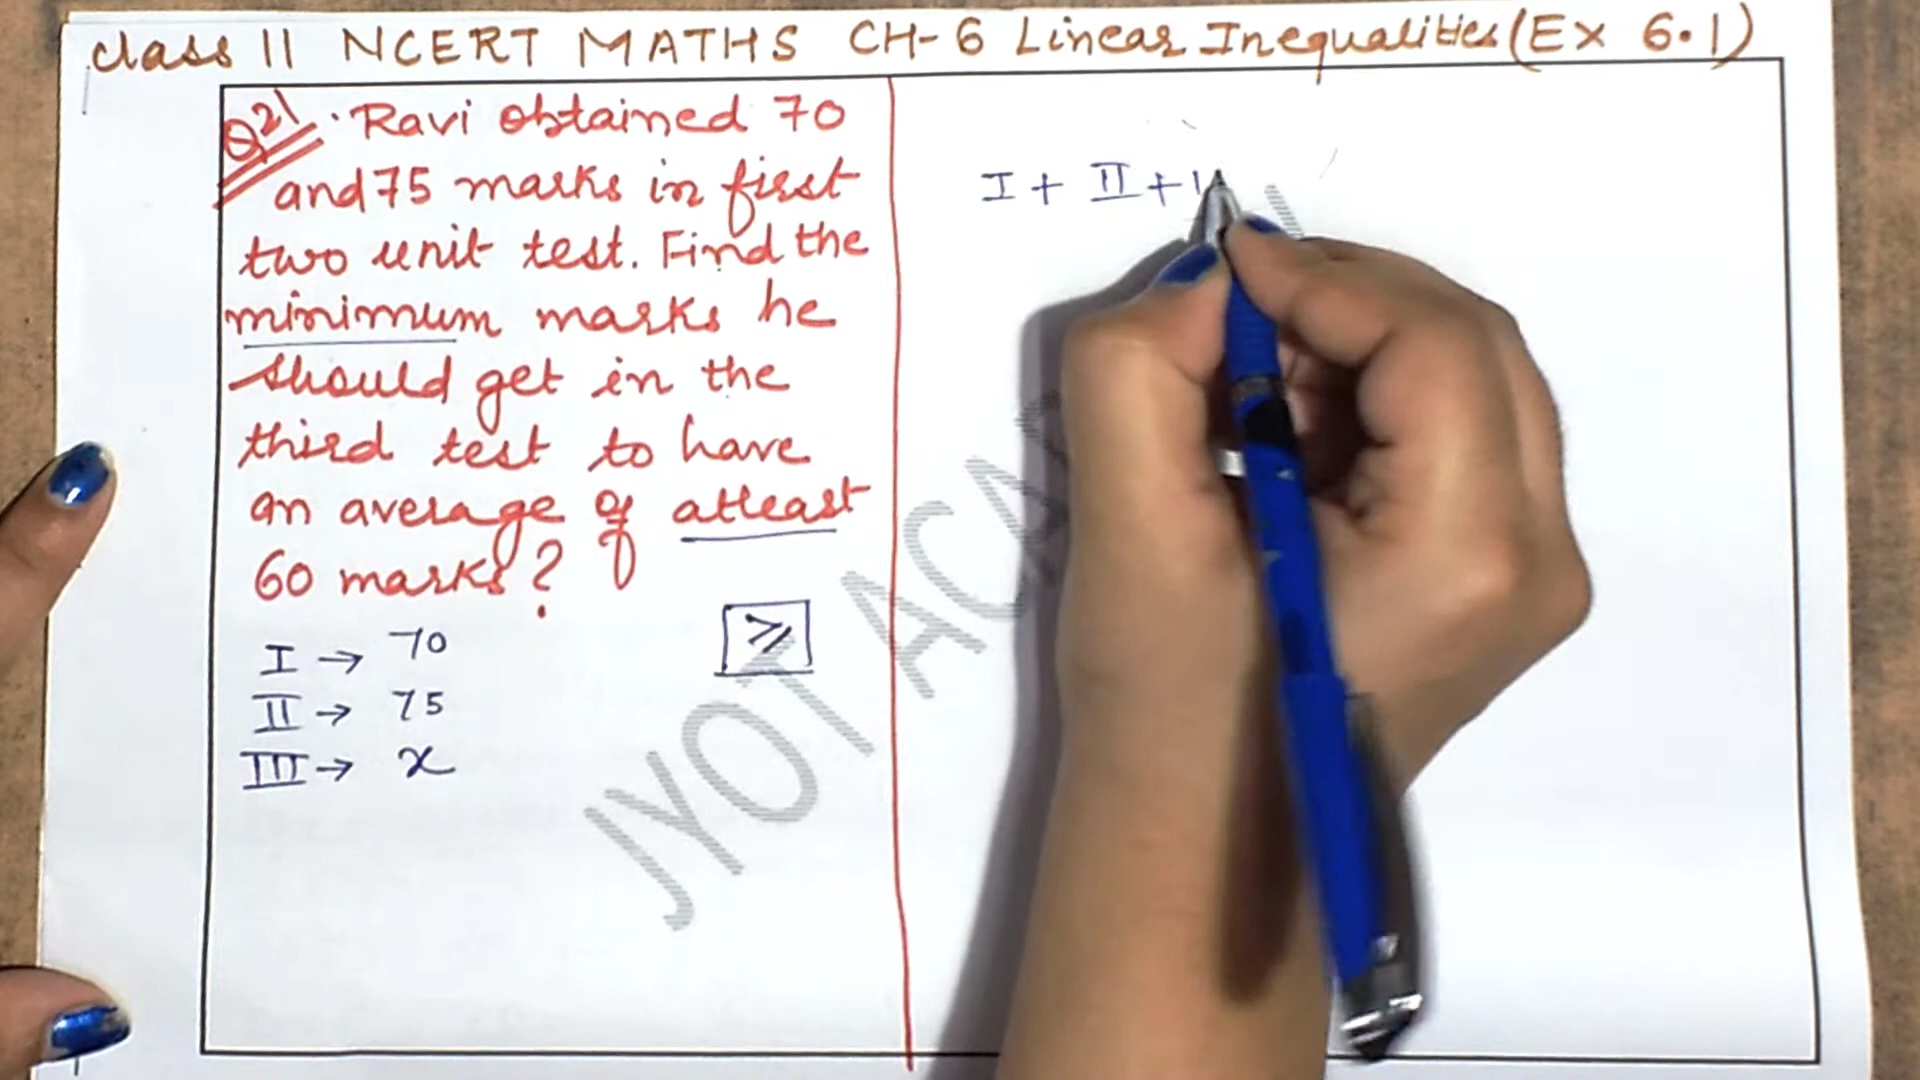 Class 11 NCERT MATHS CH-6 Linear Inequalities (Ex 6.1)
Q21. Ravi obtained 70
and 75 marks in first
two unit test. Find the
minimum marks he
should get in the
third test to have
an average of atleast
60 marks?
≥
I → 70
II → 75
III → x
I + II +
JYOT ACA